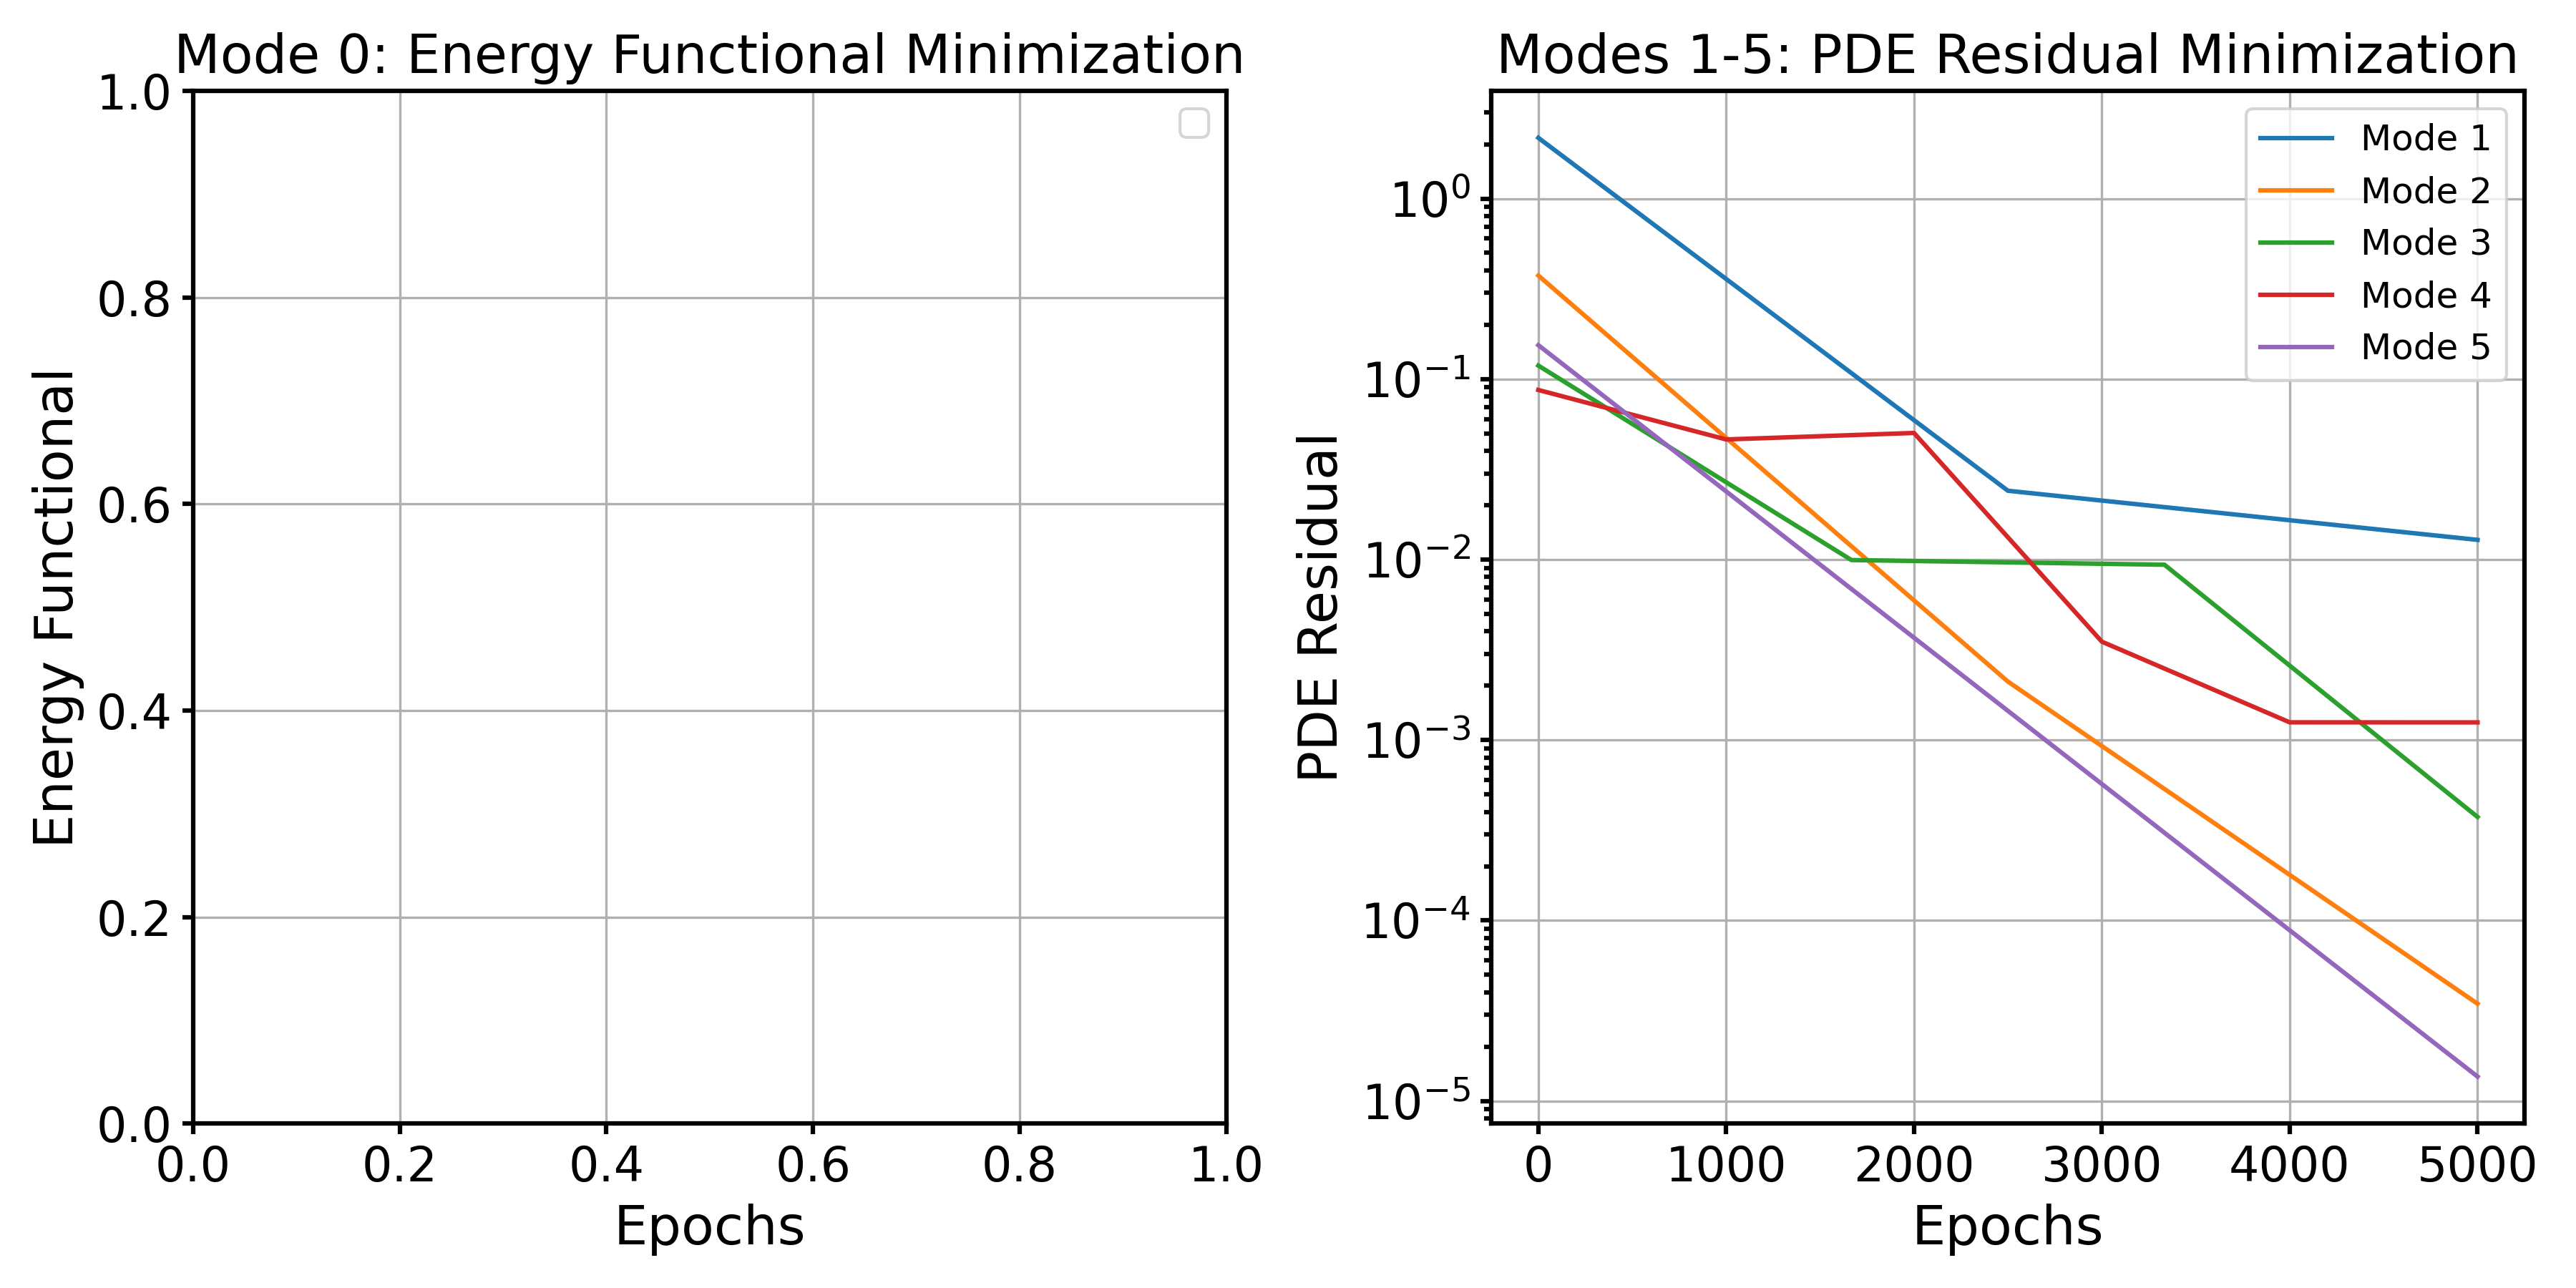 Mode 0: Energy Functional Minimization
1.0
0.8
0.6
0.4
0.2
0.0
Energy Functional
0.0 0.2 0.4 0.6 0.8 1.0
Epochs
Modes 1-5: PDE Residual Minimization
Mode 1
Mode 2
Mode 3
Mode 4
Mode 5
10⁰
10⁻¹
10⁻²
10⁻³
10⁻⁴
10⁻⁵
PDE Residual
0 1000 2000 3000 4000 5000
Epochs